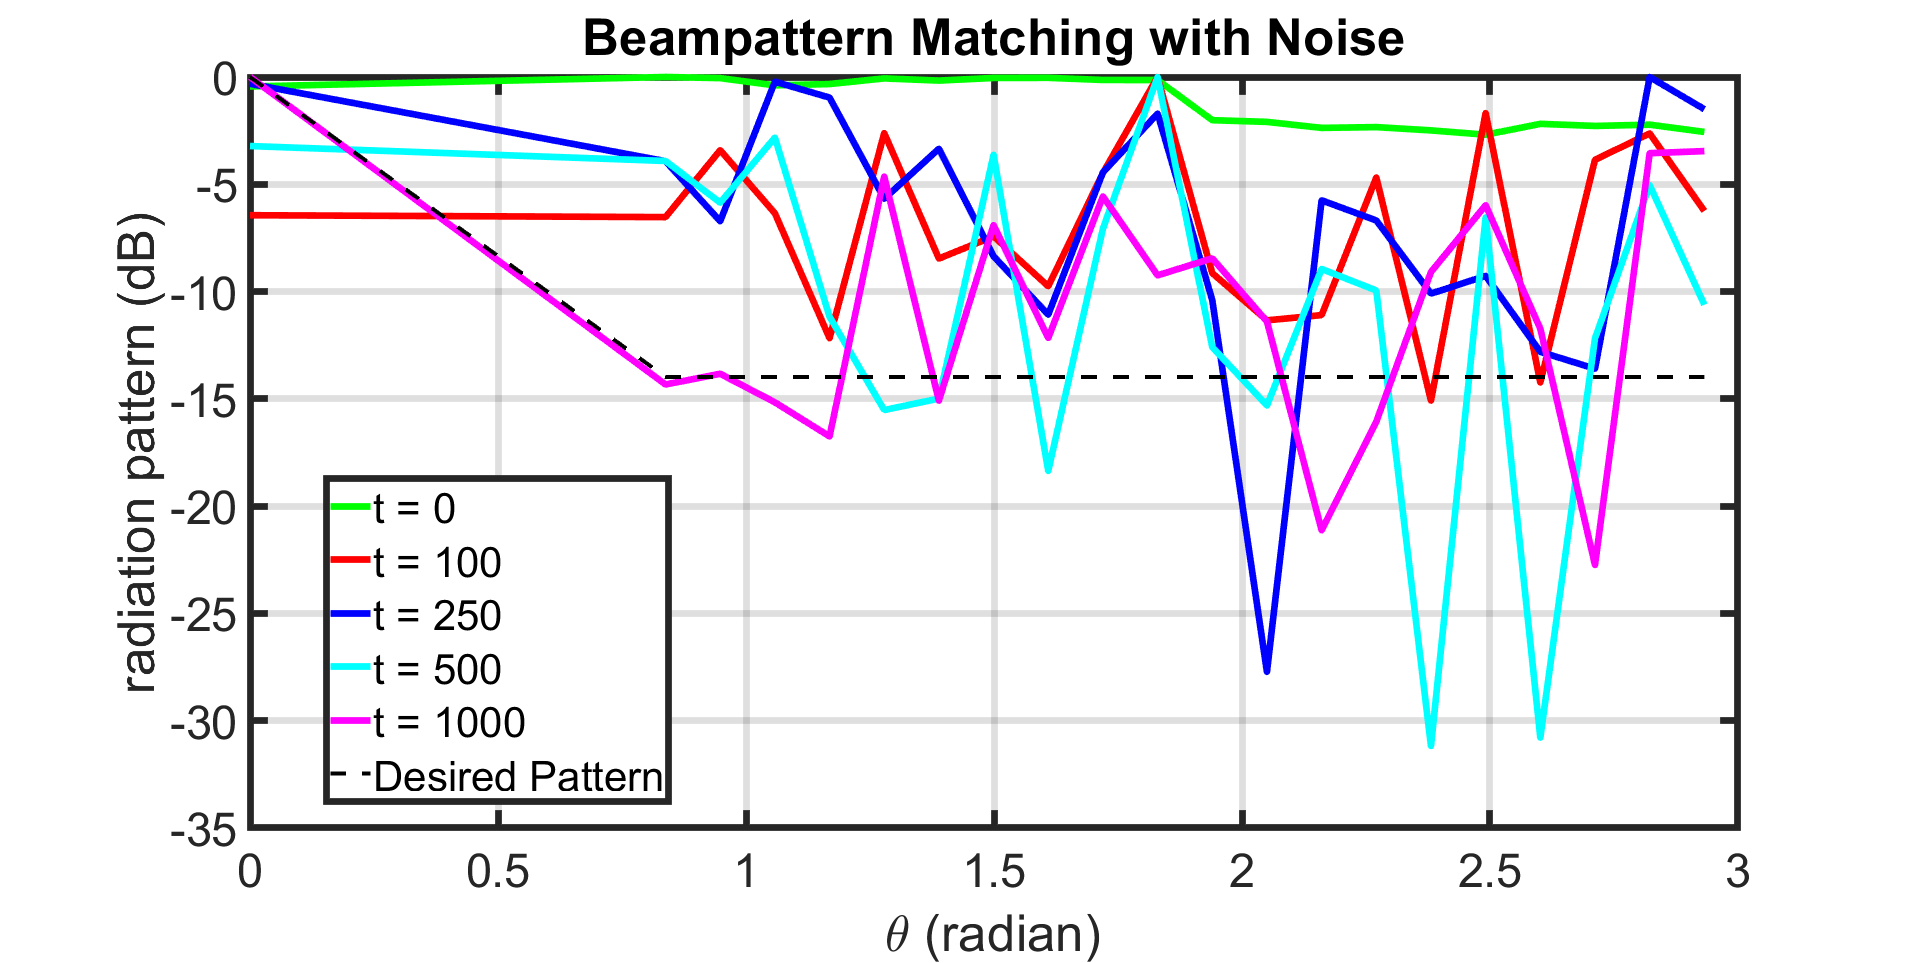 Beampattern Matching with Noise
radiation pattern (dB)
0
-5
-10
-15
-20
-25
-30
-35
t = 0
t = 100
t = 250
t = 500
t = 1000
Desired Pattern
0 0.5 1 1.5 2 2.5 3
θ (radian)